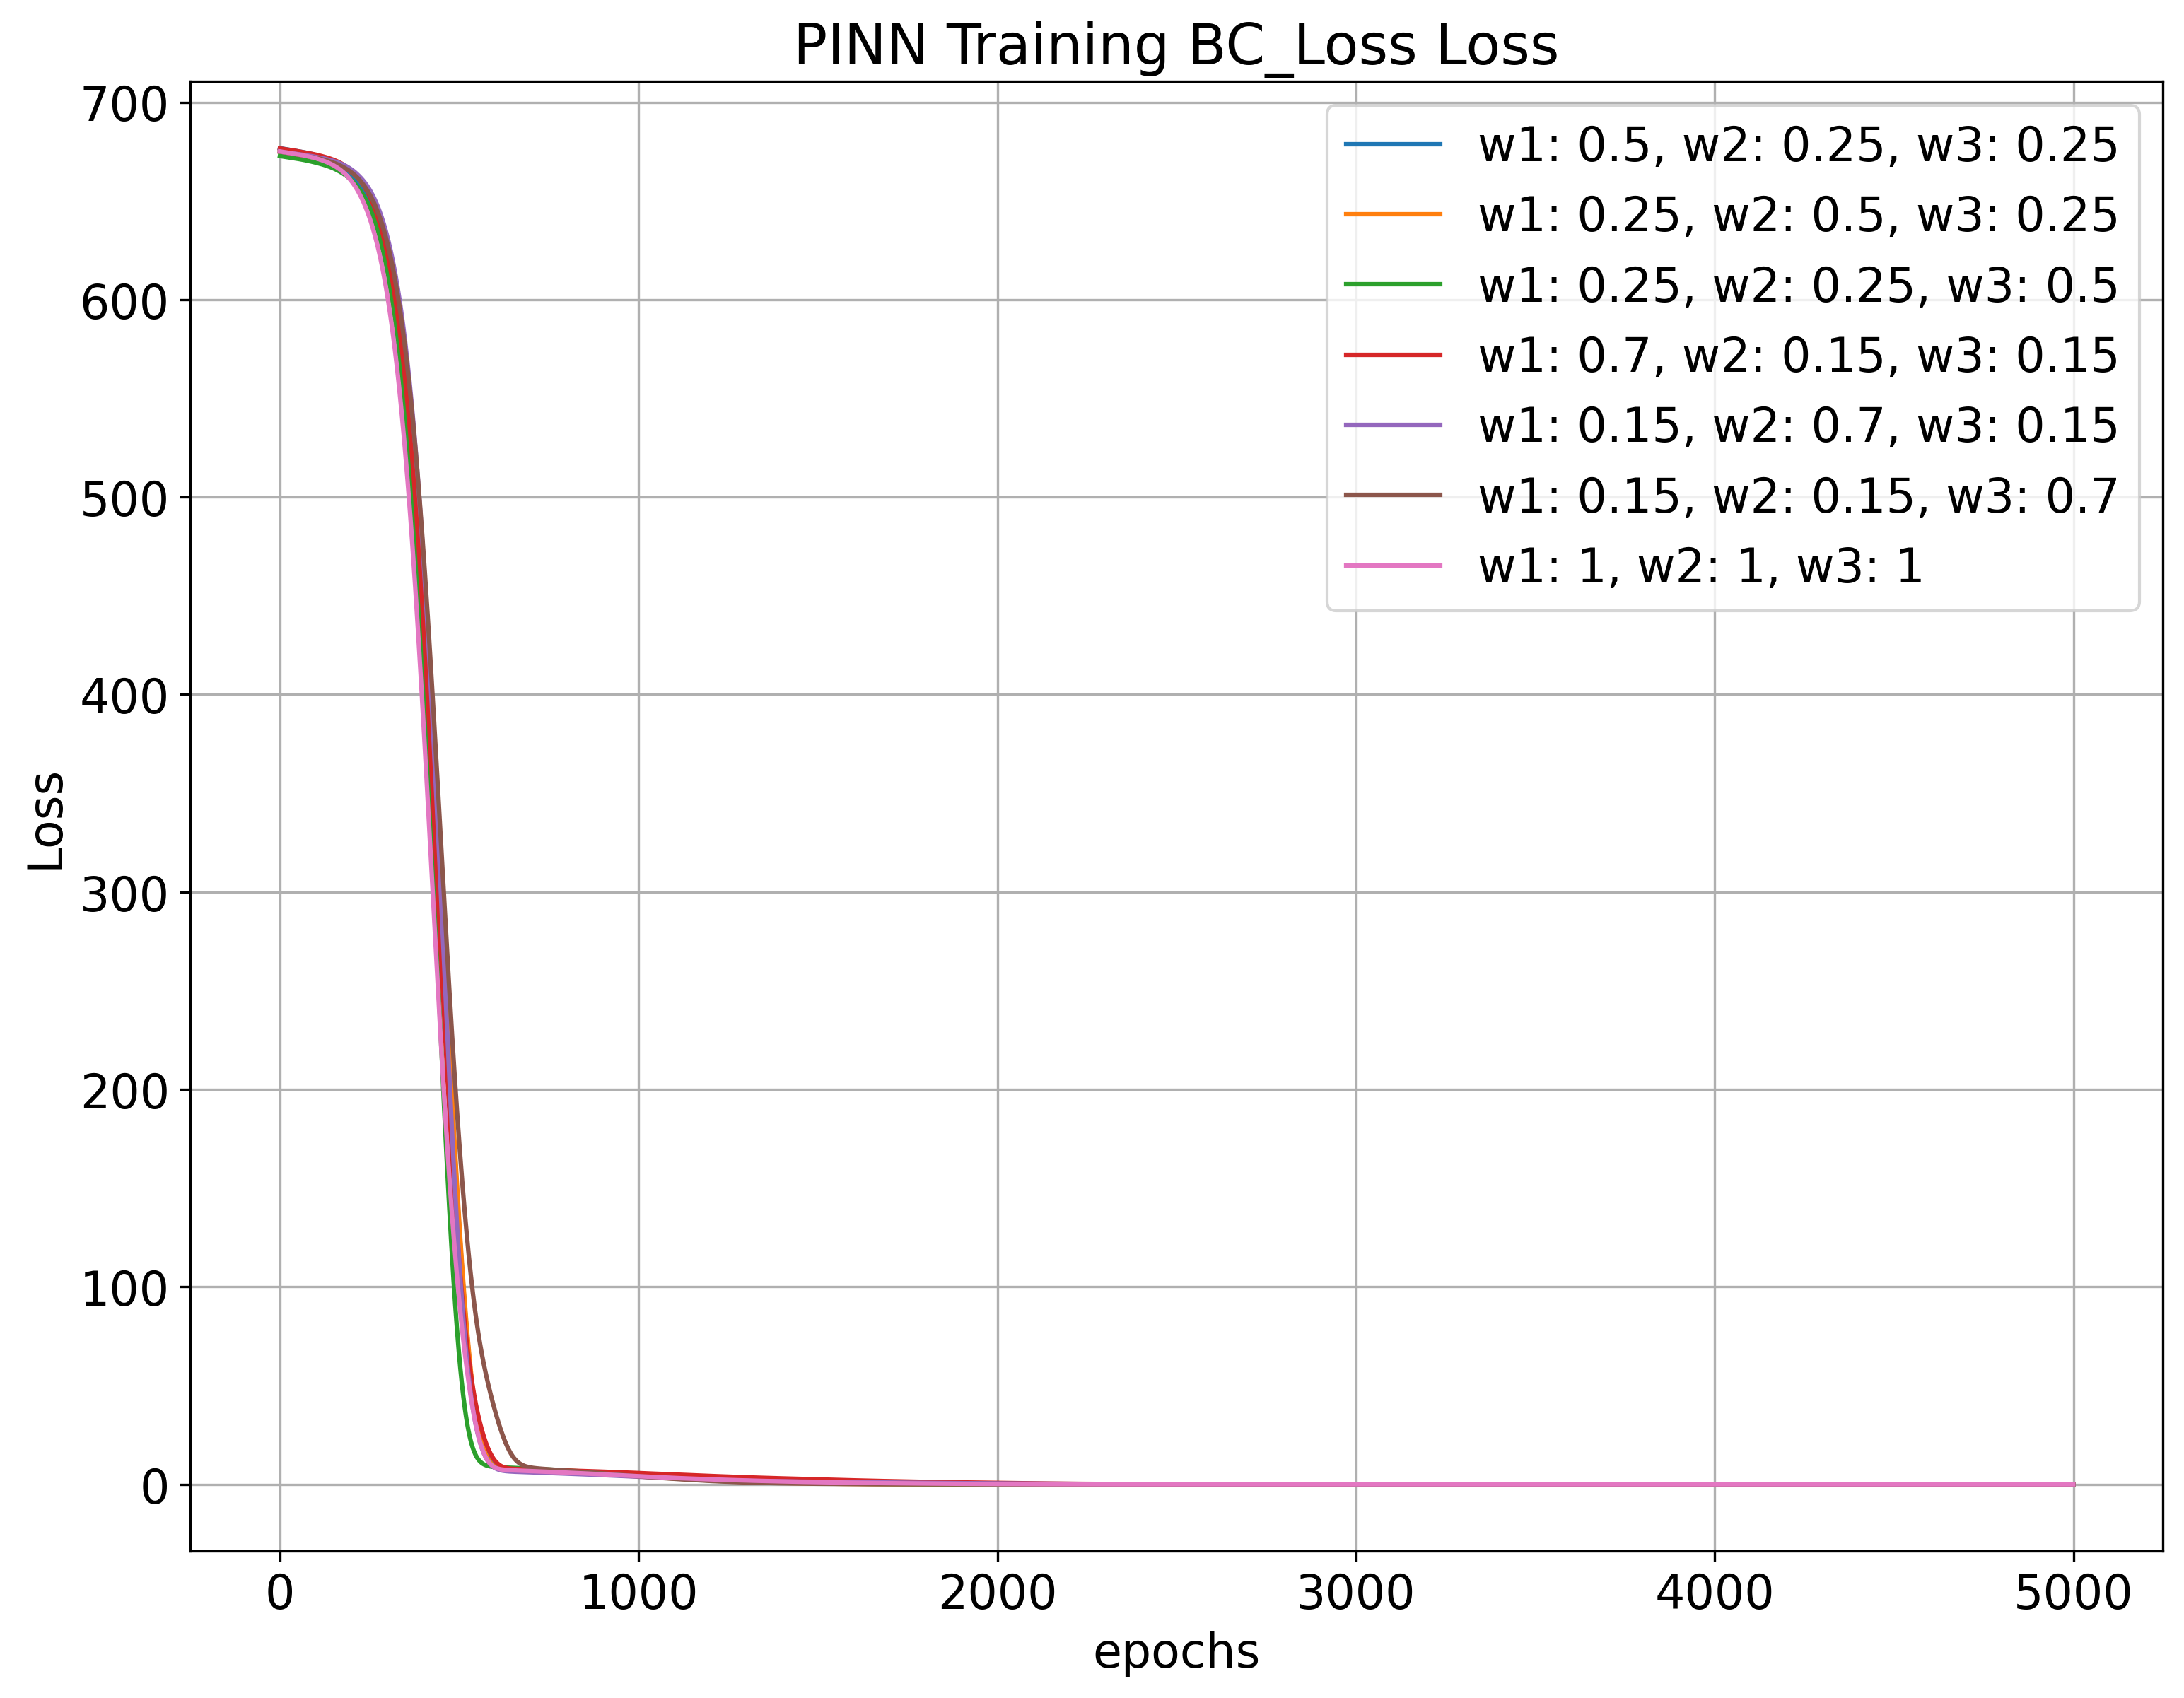 PINN Training BC_Loss Loss
700
600
500
400
300
200
100
0
Loss
w1: 0.5, w2: 0.25, w3: 0.25
w1: 0.25, w2: 0.5, w3: 0.25
w1: 0.25, w2: 0.25, w3: 0.5
w1: 0.7, w2: 0.15, w3: 0.15
w1: 0.15, w2: 0.7, w3: 0.15
w1: 0.15, w2: 0.15, w3: 0.7
w1: 1, w2: 1, w3: 1
0 1000 2000 3000 4000 5000
epochs